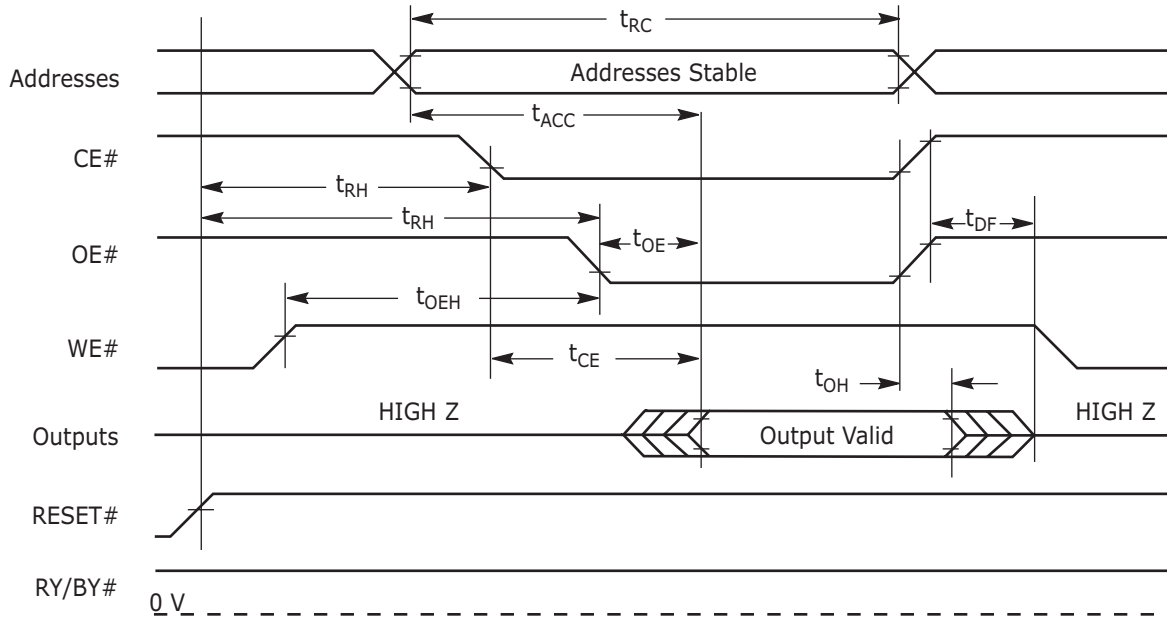 tRC
Addresses
Addresses Stable
tACC
CE#
tRH
tRH
tDF
OE#
tOE
tOEH
WE#
tCE
tOH
HIGH Z
HIGH Z
Outputs
Output Valid
RESET#
RY/BY#
0 V